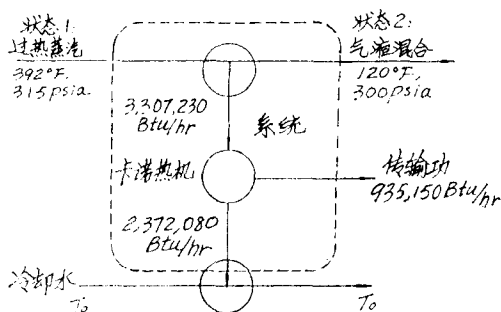 状态1:
过热蒸汽
392°F,
315psia.
状态2:
气液混合
120°F,
300psia.
3,307,230
Btu/hr
系统
卡诺热机
传输功
935,150Btu/hr
2,372,080
Btu/hr
冷却水
T₀
T₀